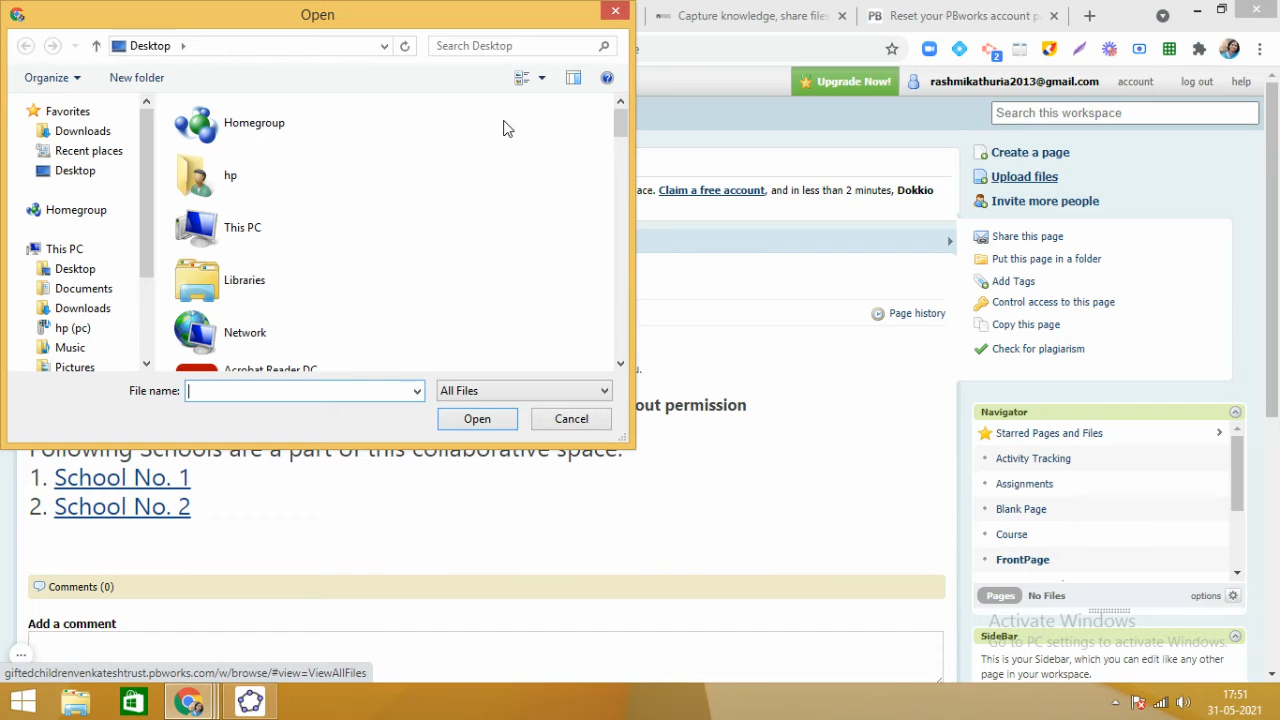 Open
Capture knowledge, share files
Reset your PBworks account p
Desktop
Search Desktop
Organize
New folder
Favorites
Downloads
Recent places
Desktop
Homegroup
This PC
Desktop
Documents
Downloads
hp (pc)
Music
Pictures
Homegroup
hp
This PC
Libraries
Network
Acrobat Reader DC
File name:
All Files
Open
Cancel
2
Upgrade Now!
rashmikathuria2013@gmail.com
account
log out
help
Search this workspace
ace. Claim a free account, and in less than 2 minutes, Dokkio
Page history
u.
out permission
Following Schools are a part of this collaborative space.
1. School No. 1
2. School No. 2
Comments (0)
Add a comment
Create a page
Upload files
Invite more people
Share this page
Put this page in a folder
Add Tags
Control access to this page
Copy this page
Check for plagiarism
Navigator
Starred Pages and Files
Activity Tracking
Assignments
Blank Page
Course
FrontPage
Pages
No Files
options
Activate Windows
Go to PC settings to activate Windows.
SideBar
This is your Sidebar, which you can edit like any other
page in your workspace.
giftedchildrenvenkateshtrust.pbworks.com/w/browse/#view=ViewAllFiles
17:51
31-05-2021